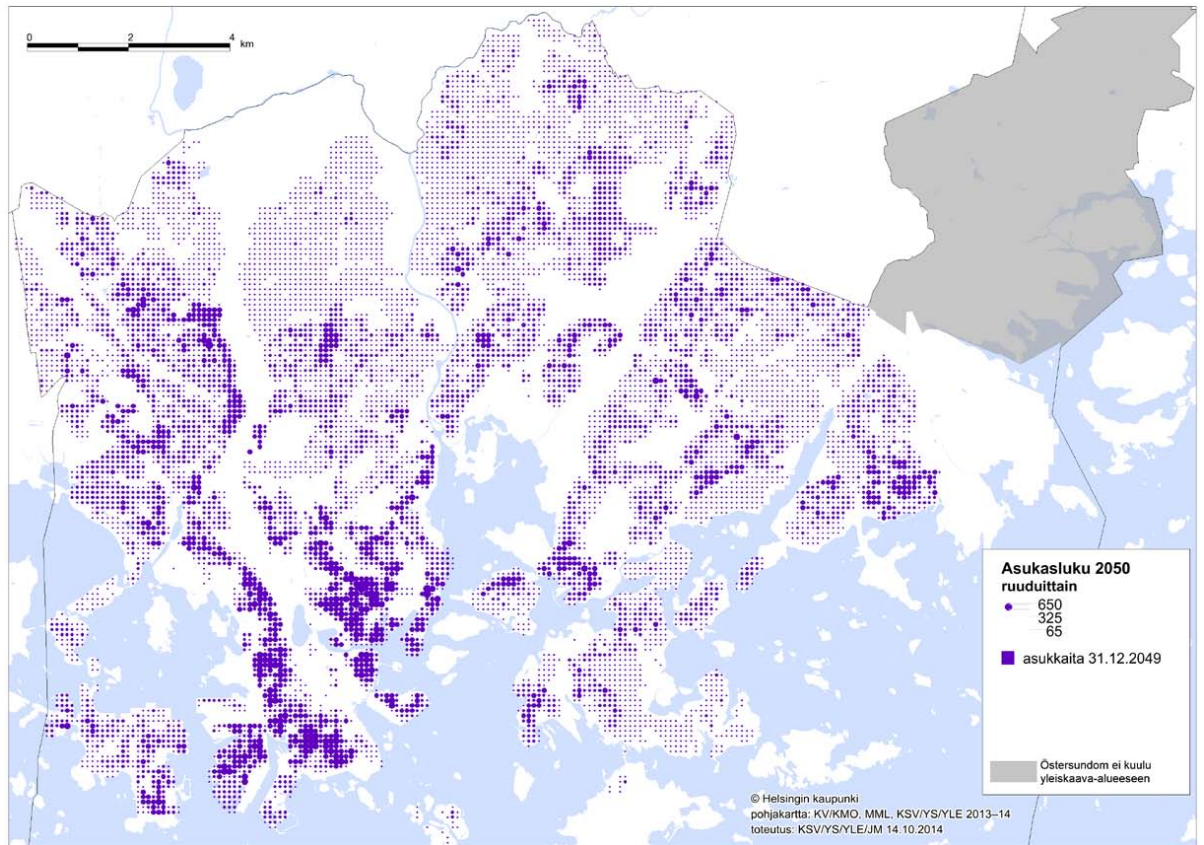 0 2 4 km
Asukasluku 2050
ruuduittain
650
325
65
asukkaita 31.12.2049
Östersundom ei kuulu
yleiskaava-alueeseen
© Helsingin kaupunki
pohjakartta: KV/KMO, MML, KSV/YS/YLE 2013–14
toteutus: KSV/YS/YLE/JM 14.10.2014